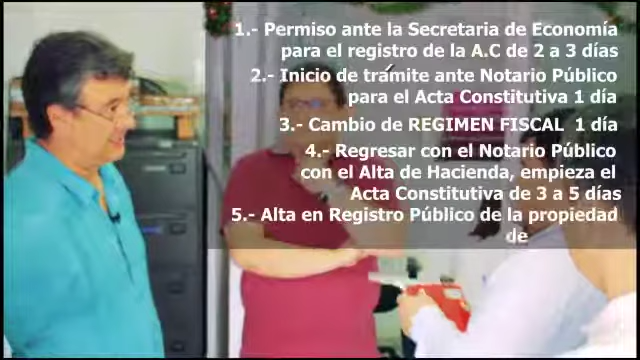 1.- Permiso ante la Secretaria de Economía
para el registro de la A.C de 2 a 3 días
2.- Inicio de trámite ante Notario Público
para el Acta Constitutiva 1 día
3.- Cambio de REGIMEN FISCAL 1 día
4.- Regresar con el Notario Público
con el Alta de Hacienda, empieza el
Acta Constitutiva de 3 a 5 días
5.- Alta en Registro Público de la propiedad
de